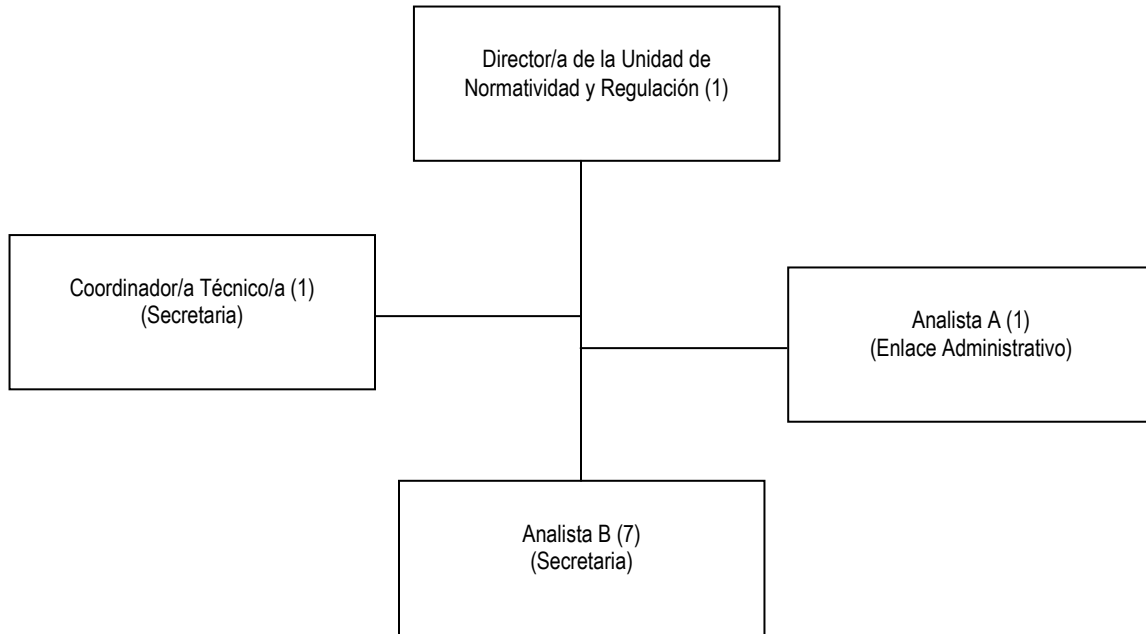 Director/a de la Unidad de
Normatividad y Regulación (1)
Coordinador/a Técnico/a (1)
(Secretaria)
Analista A (1)
(Enlace Administrativo)
Analista B (7)
(Secretaria)